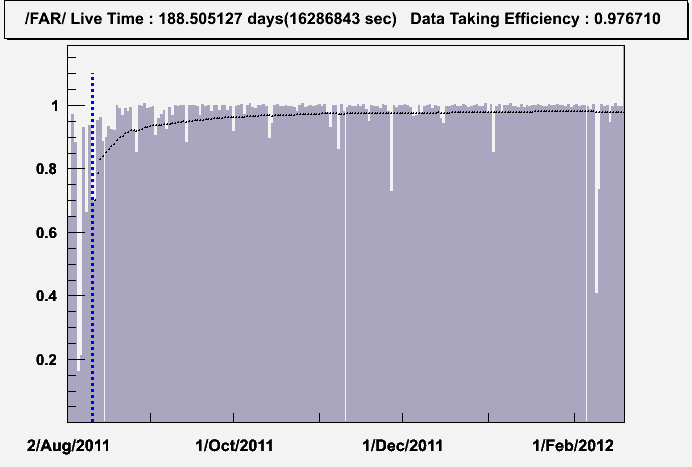 /FAR/ Live Time : 188.505127 days(16286843 sec) Data Taking Efficiency : 0.976710
1
0.8
0.6
0.4
0.2
2/Aug/2011 1/Oct/2011 1/Dec/2011 1/Feb/2012